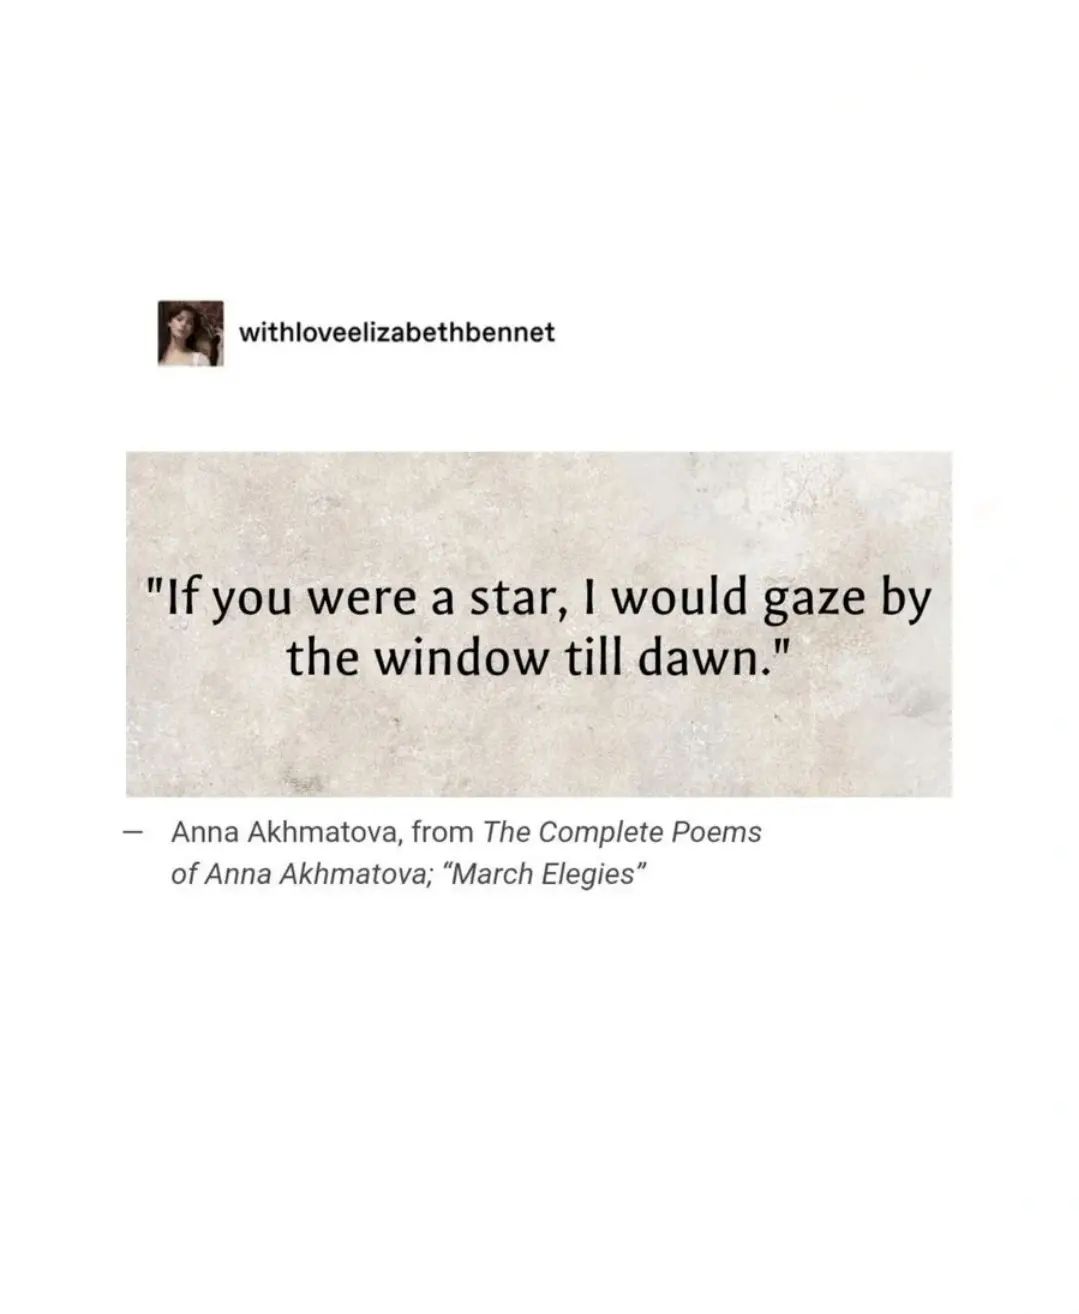 withloveelizabethbennet
"If you were a star, I would gaze by
the window till dawn."
— Anna Akhmatova, from The Complete Poems
of Anna Akhmatova; “March Elegies”